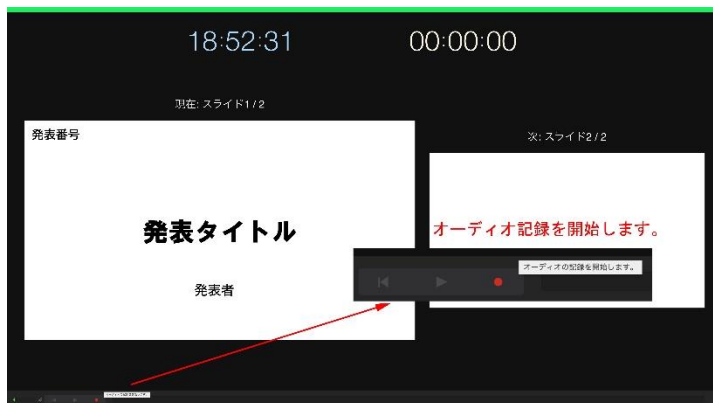 18:52:31
00:00:00
現在: スライド1 / 2
発表番号
次: スライド2 / 2
発表タイトル
オーディオ記録を開始します。
オーディオの記録を開始します。
発表者